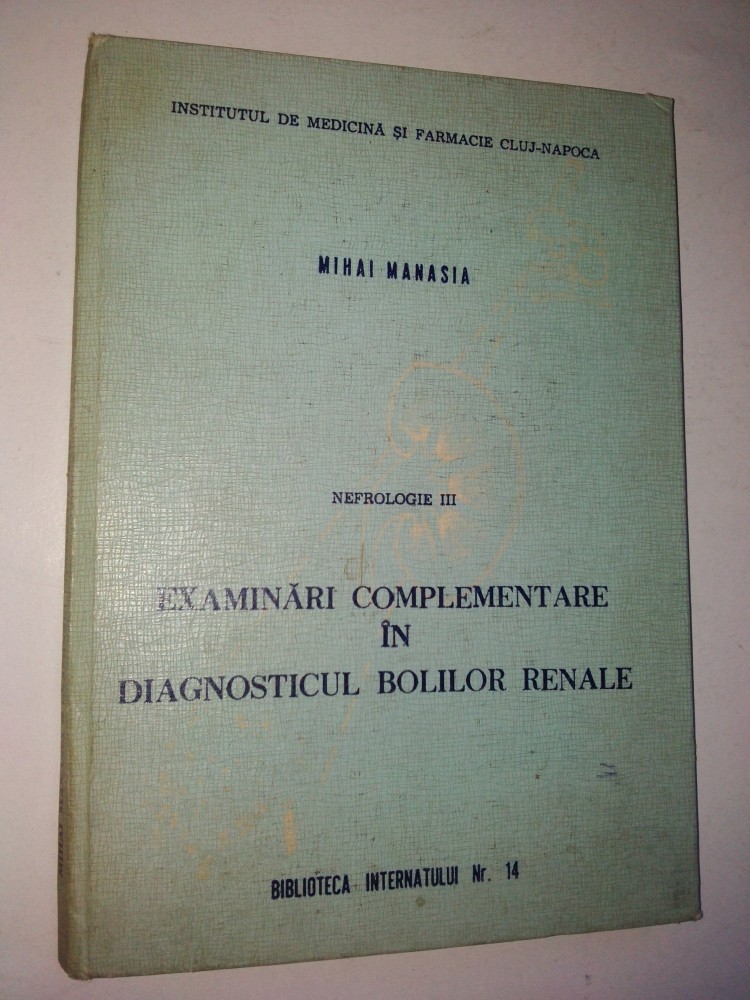 INSTITUTUL DE MEDICINĂ ȘI FARMACIE CLUJ-NAPOCA
MIHAI MANASIA
NEFROLOGIE III
EXAMINĂRI COMPLEMENTARE
ÎN
DIAGNOSTICUL BOLILOR RENALE
BIBLIOTECA INTERNATULUI Nr. 14